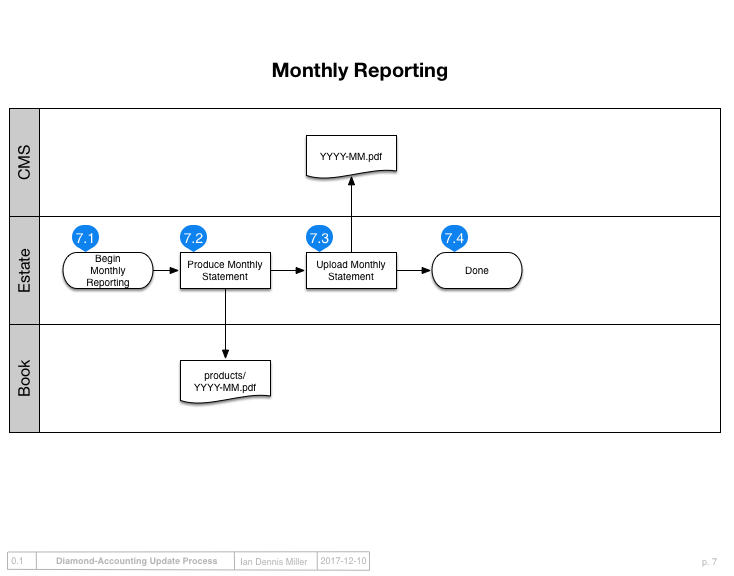 Monthly Reporting
CMS
YYYY-MM.pdf
Estate
7.1
7.2
7.3
7.4
Begin
Monthly
Reporting
Produce Monthly
Statement
Upload Monthly
Statement
Done
Book
products/
YYYY-MM.pdf
0.1 Diamond-Accounting Update Process Ian Dennis Miller 2017-12-10 p. 7